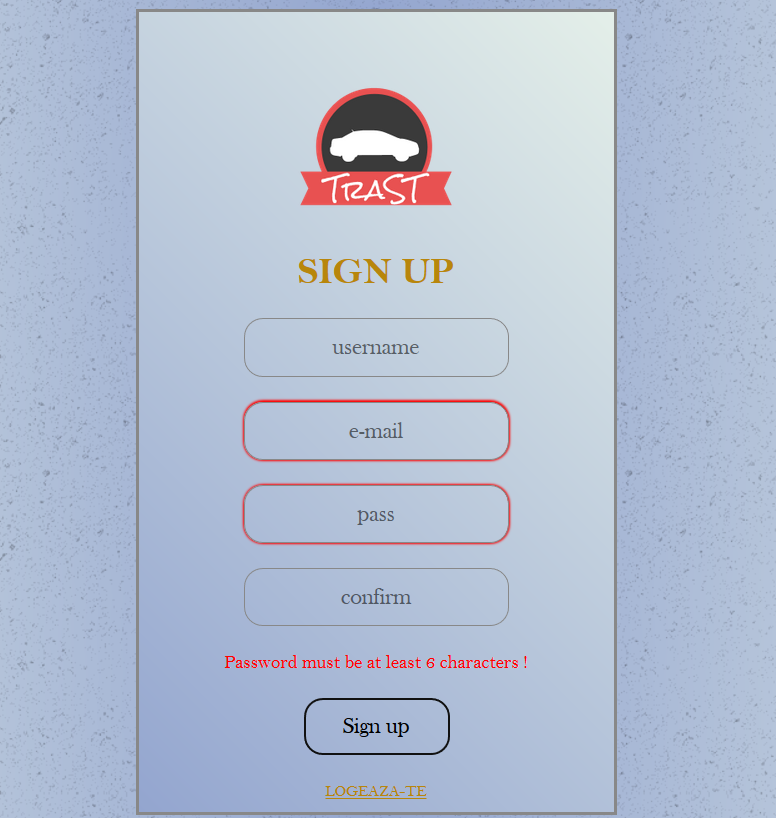 TraST
SIGN UP
username
e-mail
pass
confirm
Password must be at least 6 characters !
Sign up
LOGEAZA-TE